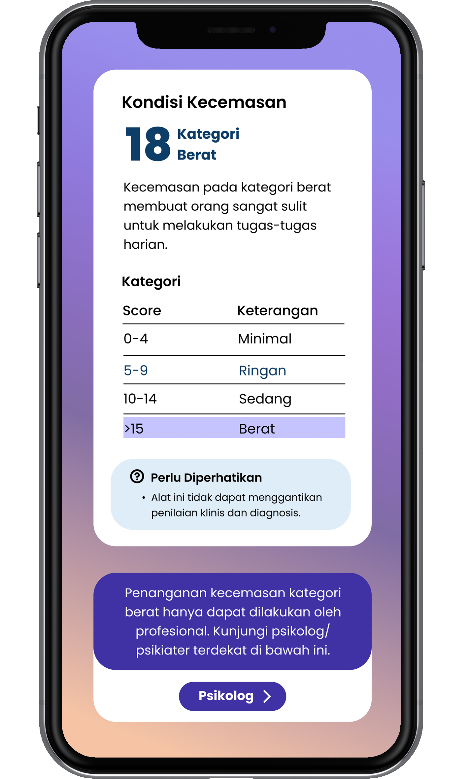 Kondisi Kecemasan
18 Kategori
Berat
Kecemasan pada kategori berat
membuat orang sangat sulit
untuk melakukan tugas-tugas
harian.
Kategori
Score Keterangan
0-4 Minimal
5-9 Ringan
10-14 Sedang
>15 Berat
Perlu Diperhatikan
• Alat ini tidak dapat menggantikan
penilaian klinis dan diagnosis.
Penanganan kecemasan kategori
berat hanya dapat dilakukan oleh
profesional. Kunjungi psikolog/
psikiater terdekat di bawah ini.
Psikolog